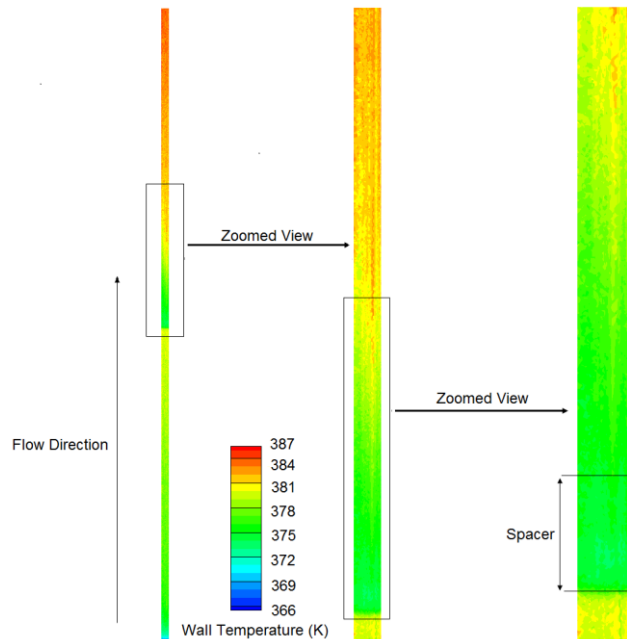 Zoomed View
Zoomed View
Flow Direction
387
384
381
378
375
372
369
366
Wall Temperature (K)
Spacer